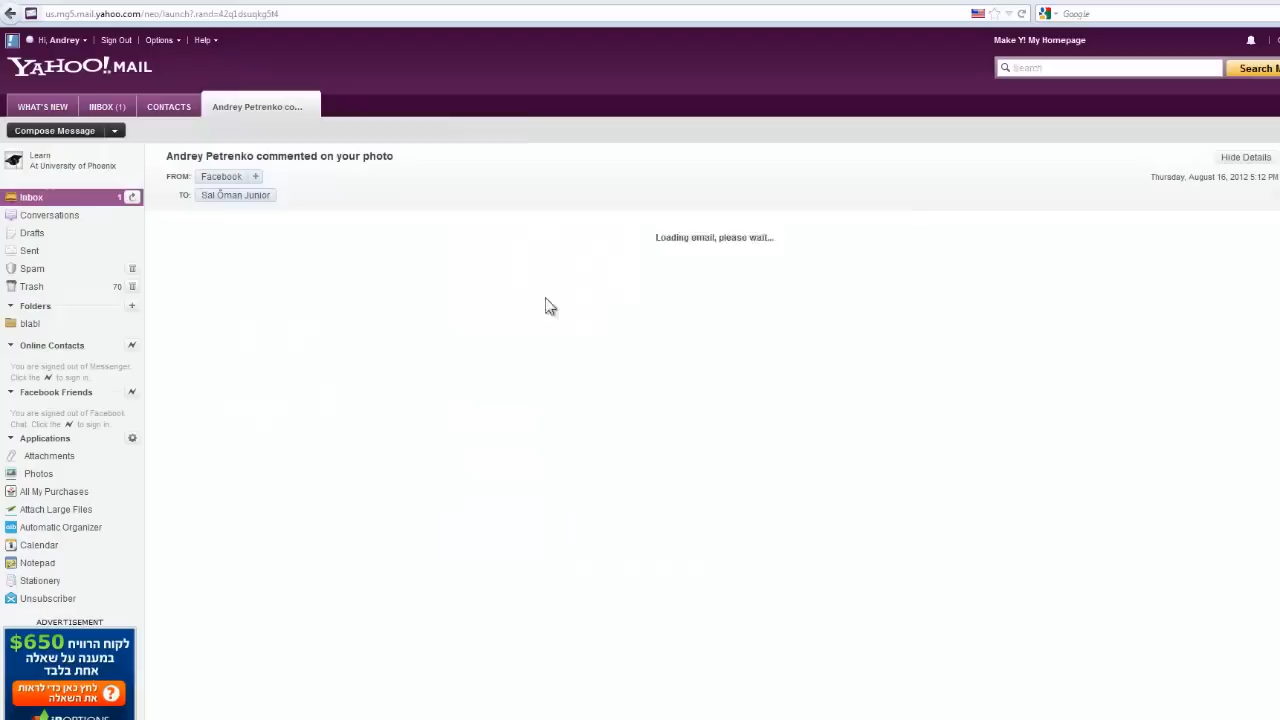 us.mg5.mail.yahoo.com/neo/launch?.rand=42q1dsuqkg5f4
Google
Hi, Andrey
Sign Out
Options
Help
Make Y! My Homepage
YAHOO! MAIL
Search
Search M
WHAT'S NEW
INBOX (1)
CONTACTS
Andrey Petrenko co...
Compose Message
Learn
At University of Phoenix
Andrey Petrenko commented on your photo
Hide Details
FROM: Facebook +
Thursday, August 16, 2012 5:12 PM
TO: Sal Öman Junior
Loading email, please wait...
Inbox 1
Conversations
Drafts
Sent
Spam
Trash 70
Folders +
blabl
Online Contacts
You are signed out of Messenger.
Click the to sign in.
Facebook Friends
You are signed out of Facebook
Chat. Click the to sign in.
Applications
Attachments
Photos
All My Purchases
Attach Large Files
Automatic Organizer
Calendar
Notepad
Stationery
Unsubscriber
ADVERTISEMENT
לקוח הרוויח $650
במענה על שאלה
אחת בלבד
לחץ כאן כדי לראות
את השאלה
?